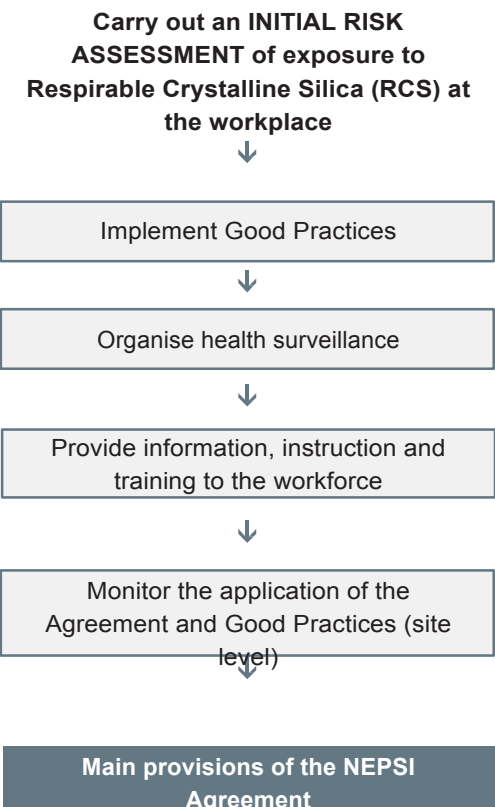 Carry out an INITIAL RISK
ASSESSMENT of exposure to
Respirable Crystalline Silica (RCS) at
the workplace
Implement Good Practices
Organise health surveillance
Provide information, instruction and
training to the workforce
Monitor the application of the
Agreement and Good Practices (site
level)
Main provisions of the NEPSI
Agreement